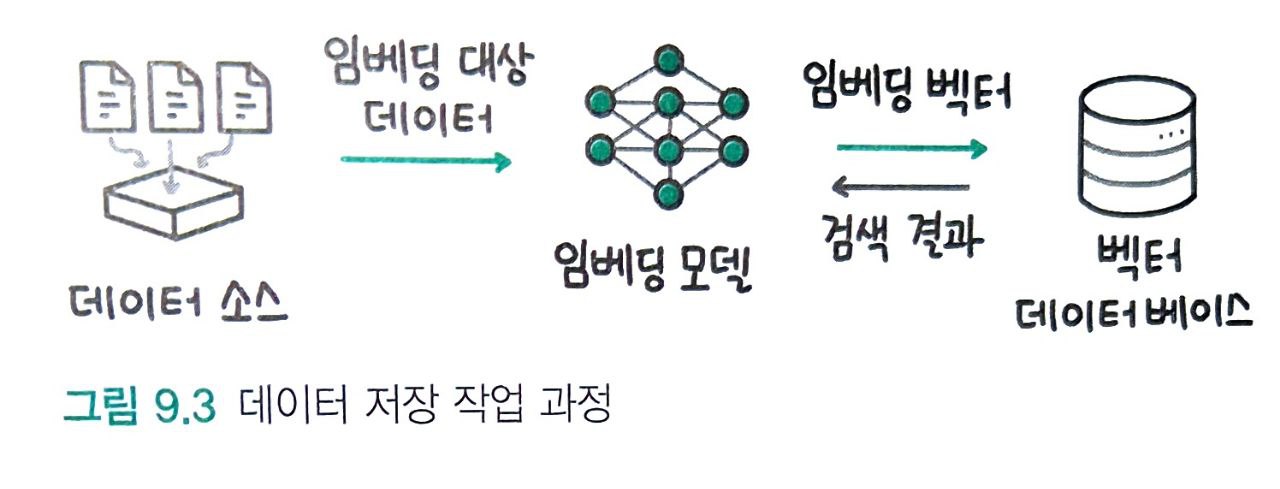 임베딩 대상
데이터
임베딩 벡터
검색 결과
임베딩 모델
벡터
데이터베이스
데이터 소스
그림 9.3 데이터 저장 작업 과정